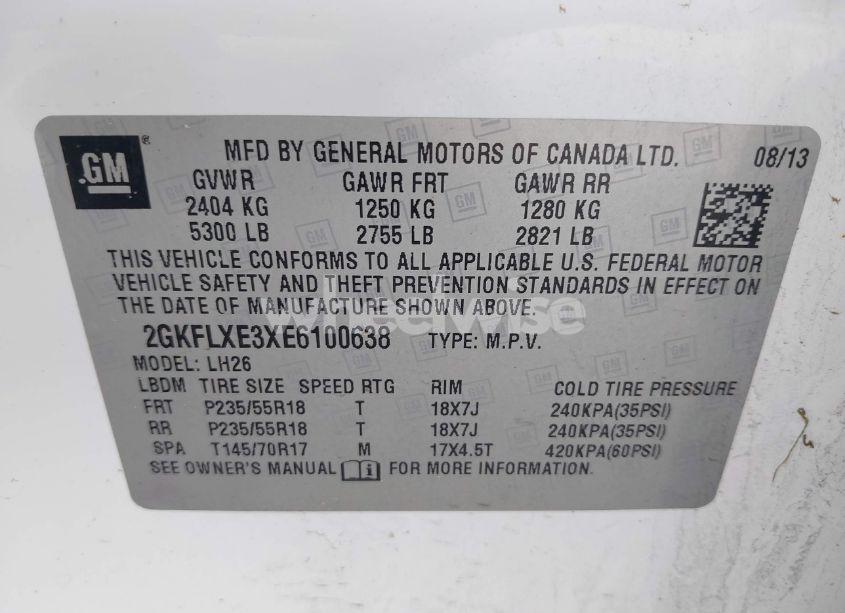 GM ®
MFD BY GENERAL MOTORS OF CANADA LTD. 08/13
GVWR GAWR FRT GAWR RR
2404 KG 1250 KG 1280 KG
5300 LB 2755 LB 2821 LB
THIS VEHICLE CONFORMS TO ALL APPLICABLE U.S. FEDERAL MOTOR
VEHICLE SAFETY AND THEFT PREVENTION STANDARDS IN EFFECT ON
THE DATE OF MANUFACTURE SHOWN ABOVE.
wheelwise
2GKFLXE3XE6100638 TYPE: M.P.V.
MODEL: LH26
LBDM TIRE SIZE SPEED RTG RIM COLD TIRE PRESSURE
FRT P235/55R18 T 18X7J 240KPA(35PSI)
RR P235/55R18 T 18X7J 240KPA(35PSI)
SPA T145/70R17 M 17X4.5T 420KPA(60PSI)
SEE OWNER'S MANUAL i FOR MORE INFORMATION.